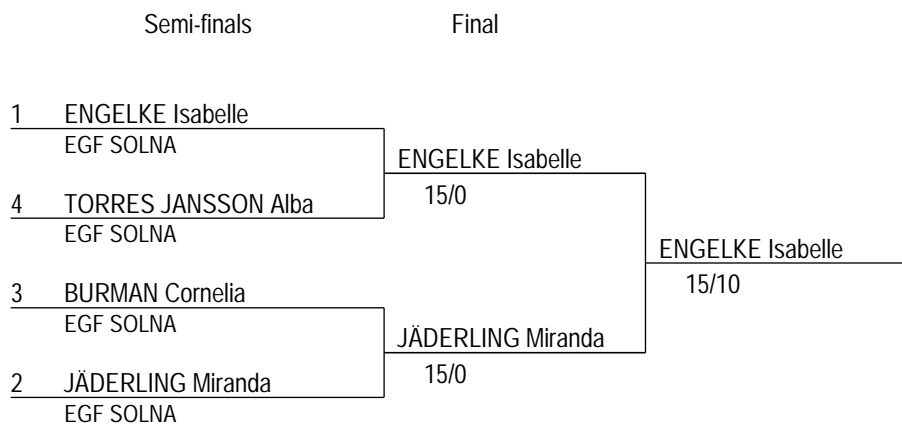 Semi-finals Final
1 ENGELKE Isabelle
EGF SOLNA
ENGELKE Isabelle
15/0
4 TORRES JANSSON Alba
EGF SOLNA
ENGELKE Isabelle
15/10
3 BURMAN Cornelia
EGF SOLNA
JÄDERLING Miranda
15/0
2 JÄDERLING Miranda
EGF SOLNA